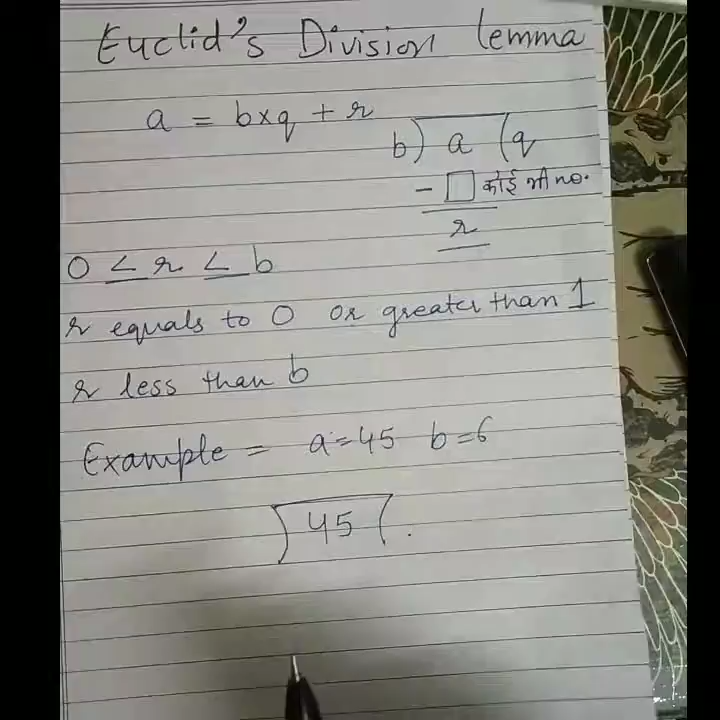 Euclid's Division lemma
a = b×q + r
b) a (q
- □ कोई भी no.
r
0 ≤ r ≤ b
r equals to 0 or greater than 1
r less than b
Example = a=45 b=6
) 45 ( .